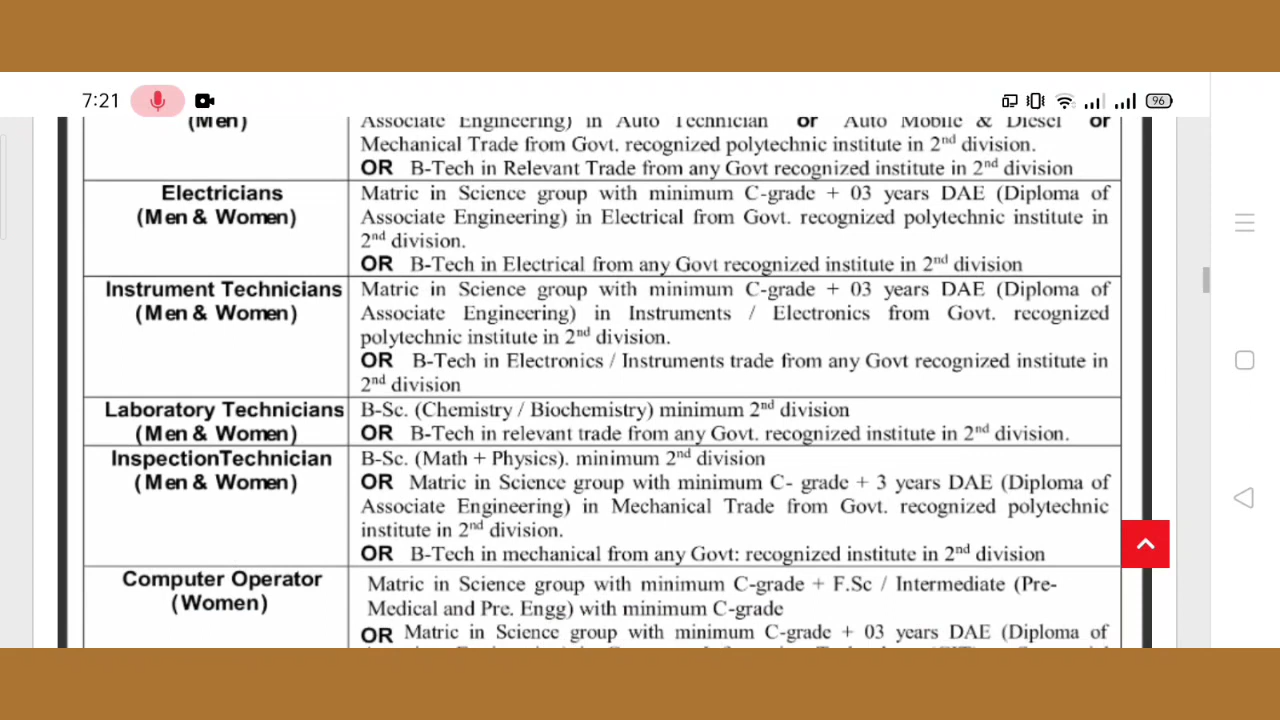 7:21
96
(Men)
Associate Engineering) in Auto Technician or Auto Mobile & Diesel or
Mechanical Trade from Govt. recognized polytechnic institute in 2nd division.
OR B-Tech in Relevant Trade from any Govt recognized institute in 2nd division
Electricians
(Men & Women)
Matric in Science group with minimum C-grade + 03 years DAE (Diploma of
Associate Engineering) in Electrical from Govt. recognized polytechnic institute in
2nd division.
OR B-Tech in Electrical from any Govt recognized institute in 2nd division
Instrument Technicians
(Men & Women)
Matric in Science group with minimum C-grade + 03 years DAE (Diploma of
Associate Engineering) in Instruments / Electronics from Govt. recognized
polytechnic institute in 2nd division.
OR B-Tech in Electronics / Instruments trade from any Govt recognized institute in
2nd division
Laboratory Technicians
(Men & Women)
B-Sc. (Chemistry / Biochemistry) minimum 2nd division
OR B-Tech in relevant trade from any Govt. recognized institute in 2nd division.
InspectionTechnician
(Men & Women)
B-Sc. (Math + Physics). minimum 2nd division
OR Matric in Science group with minimum C- grade + 3 years DAE (Diploma of
Associate Engineering) in Mechanical Trade from Govt. recognized polytechnic
institute in 2nd division.
OR B-Tech in mechanical from any Govt: recognized institute in 2nd division
Computer Operator
(Women)
Matric in Science group with minimum C-grade + F.Sc / Intermediate (Pre-
Medical and Pre. Engg) with minimum C-grade
OR Matric in Science group with minimum C-grade + 03 years DAE (Diploma of